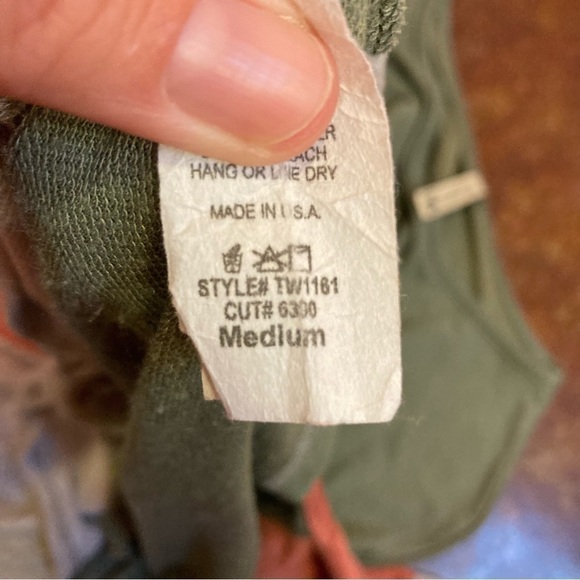 HANG OR LINE DRY
MADE IN U.S.A.
STYLE# TW1161
CUT# 6300
Medium